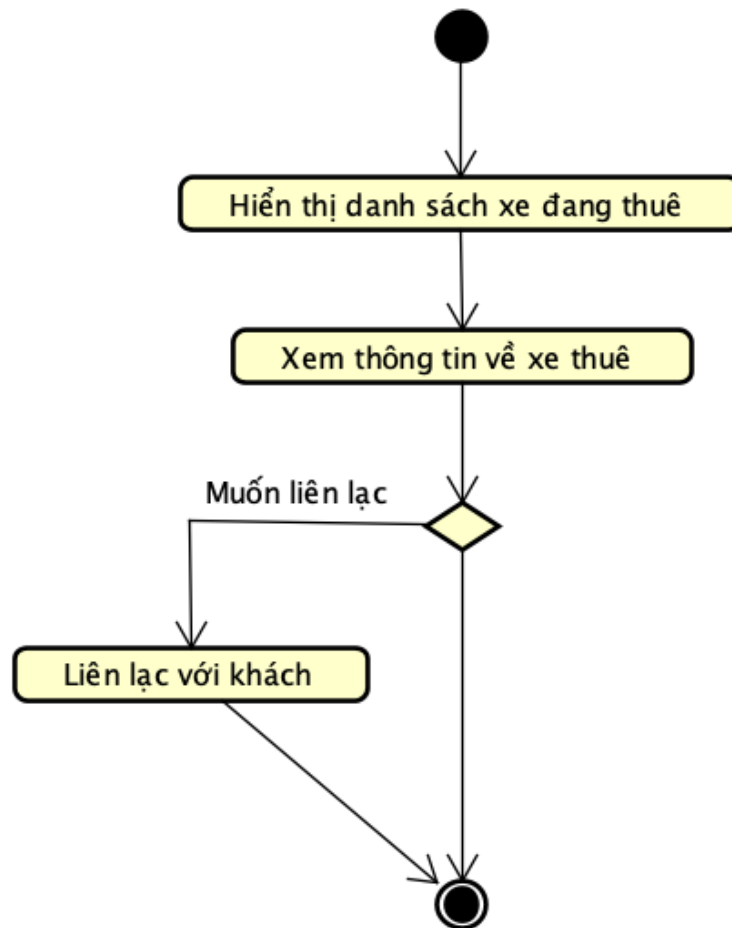 Hiển thị danh sách xe đang thuê
Xem thông tin về xe thuê
Muốn liên lạc
Liên lạc với khách